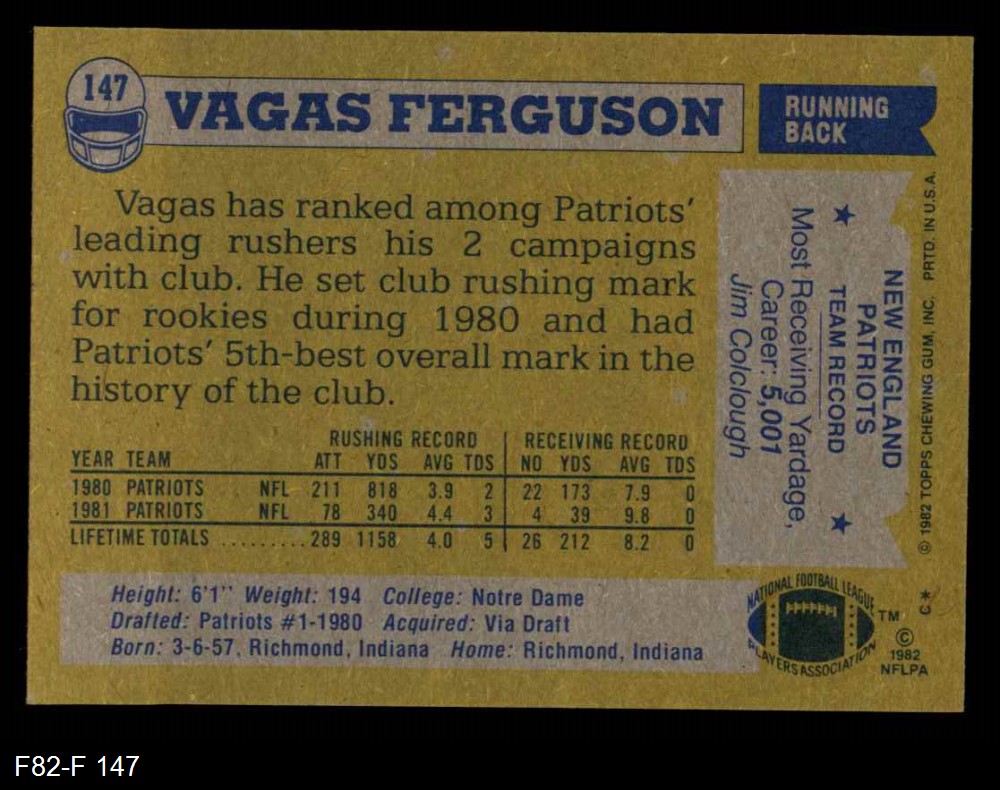 147
VAGAS FERGUSON
RUNNING
BACK
Vagas has ranked among Patriots'
leading rushers his 2 campaigns
with club. He set club rushing mark
for rookies during 1980 and had
Patriots' 5th-best overall mark in the
history of the club.
RUSHING RECORD RECEIVING RECORD
YEAR TEAM ATT YDS AVG TDS NO YDS AVG TDS
1980 PATRIOTS NFL 211 818 3.9 2 22 173 7.9 0
1981 PATRIOTS NFL 78 340 4.4 3 4 39 9.8 0
LIFETIME TOTALS ......... 289 1158 4.0 5 26 212 8.2 0
Height: 6'1" Weight: 194 College: Notre Dame
Drafted: Patriots #1-1980 Acquired: Via Draft
Born: 3-6-57, Richmond, Indiana Home: Richmond, Indiana
NEW ENGLAND
PATRIOTS
★ TEAM RECORD ★
Most Receiving Yardage,
Career: 5,001
Jim Colclough
© 1982 TOPPS CHEWING GUM, INC. PRTD. IN U.S.A.
C*
NATIONAL FOOTBALL LEAGUE
PLAYERS ASSOCIATION
TM
©
1982
NFLPA
F82-F 147